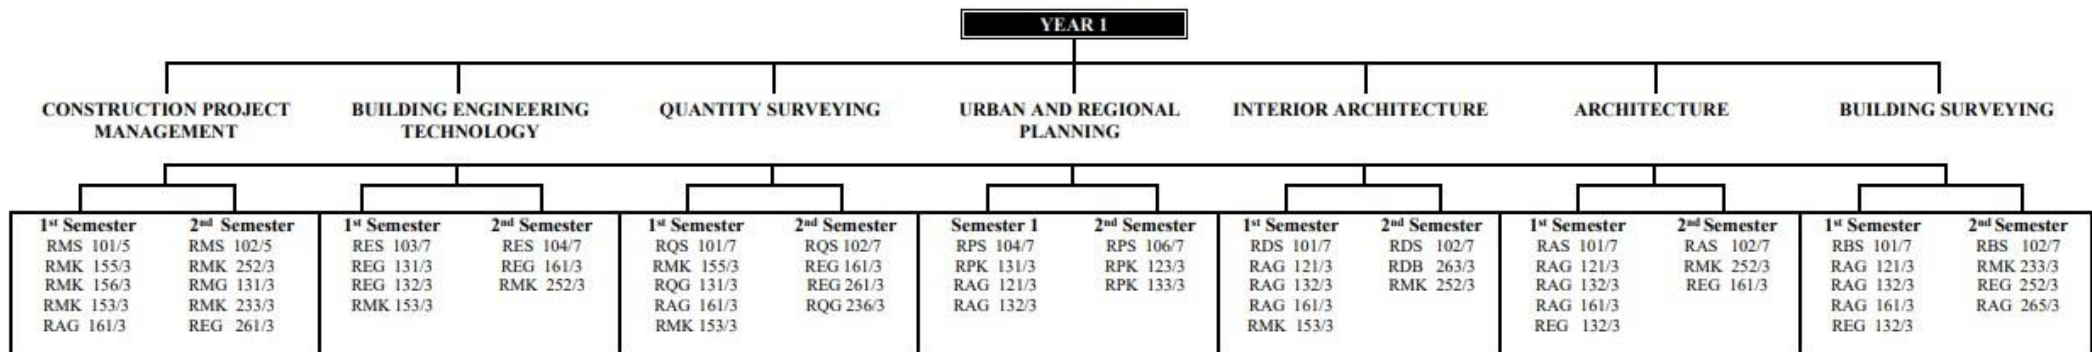 YEAR 1
CONSTRUCTION PROJECT
MANAGEMENT
BUILDING ENGINEERING
TECHNOLOGY
QUANTITY SURVEYING
URBAN AND REGIONAL
PLANNING
INTERIOR ARCHITECTURE
ARCHITECTURE
BUILDING SURVEYING
1st Semester
RMS 101/5
RMK 155/3
RMK 156/3
RMK 153/3
RAG 161/3
2nd Semester
RMS 102/5
RMK 252/3
RMG 131/3
RMK 233/3
REG 261/3
1st Semester
RES 103/7
REG 131/3
REG 132/3
RMK 153/3
2nd Semester
RES 104/7
REG 161/3
RMK 252/3
1st Semester
RQS 101/7
RMK 155/3
RQG 131/3
RAG 161/3
RMK 153/3
2nd Semester
RQS 102/7
REG 161/3
REG 261/3
RQG 236/3
Semester 1
RPS 104/7
RPK 131/3
RAG 121/3
RAG 132/3
2nd Semester
RPS 106/7
RPK 123/3
RPK 133/3
1st Semester
RDS 101/7
RAG 121/3
RAG 132/3
RAG 161/3
RMK 153/3
2nd Semester
RDS 102/7
RDB 263/3
RMK 252/3
1st Semester
RAS 101/7
RAG 121/3
RAG 132/3
RAG 161/3
REG 132/3
2nd Semester
RAS 102/7
RMK 252/3
REG 161/3
1st Semester
RBS 101/7
RAG 121/3
RAG 132/3
RAG 161/3
REG 132/3
2nd Semester
RBS 102/7
RMK 233/3
REG 252/3
RAG 265/3